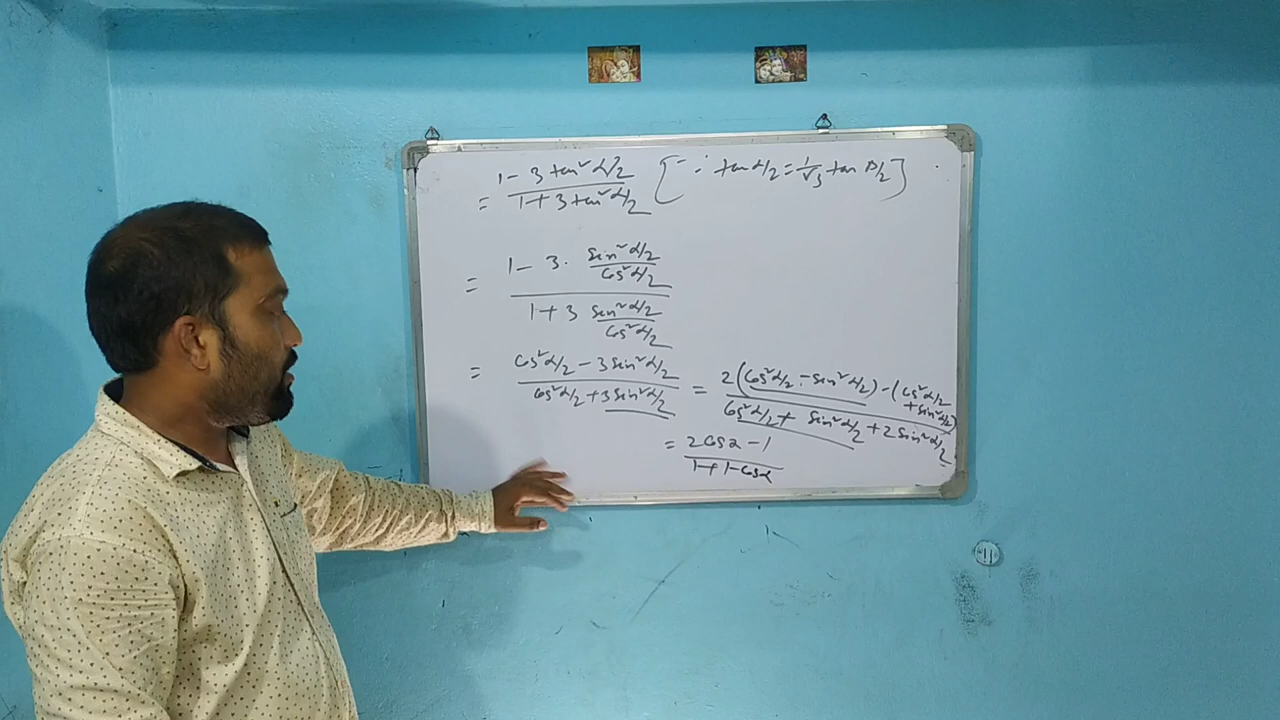 = (1 - 3 tan² α/2) / (1 + 3 tan² α/2) [∵ tan α/2 = 1/√3 tan β/2]
= (1 - 3 · sin² α/2 / cos² α/2) / (1 + 3 sin² α/2 / cos² α/2)
= (cos² α/2 - 3 sin² α/2) / (cos² α/2 + 3 sin² α/2) = (2 (cos² α/2 - sin² α/2) - (cos² α/2 + sin² α/2)) / (cos² α/2 + sin² α/2 + 2 sin² α/2)
= (2 cos α - 1) / (1 + 1 - cos α)